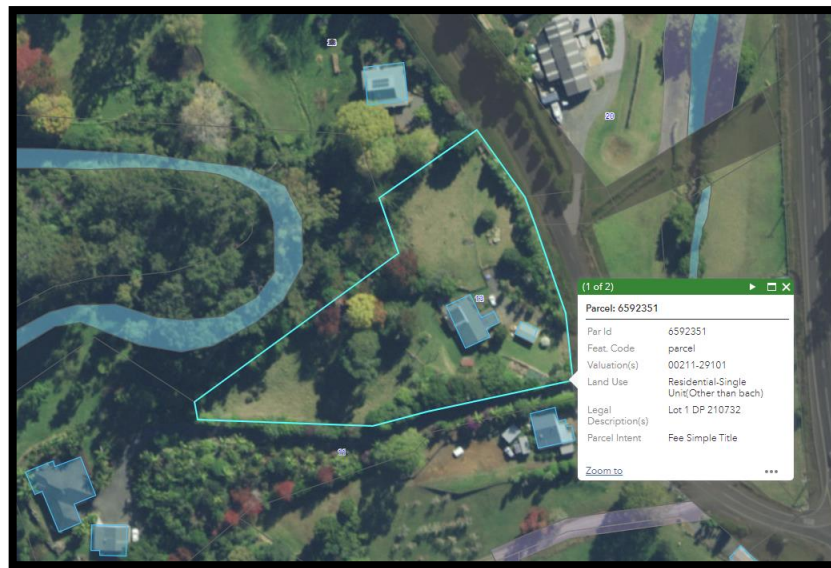 20
(1 of 2)
Parcel: 6592351
Par Id 6592351
Feat. Code parcel
Valuation(s) 00211-29101
Land Use Residential-Single
Unit(Other than bach)
Legal Lot 1 DP 210732
Description(s)
Parcel Intent Fee Simple Title
Zoom to